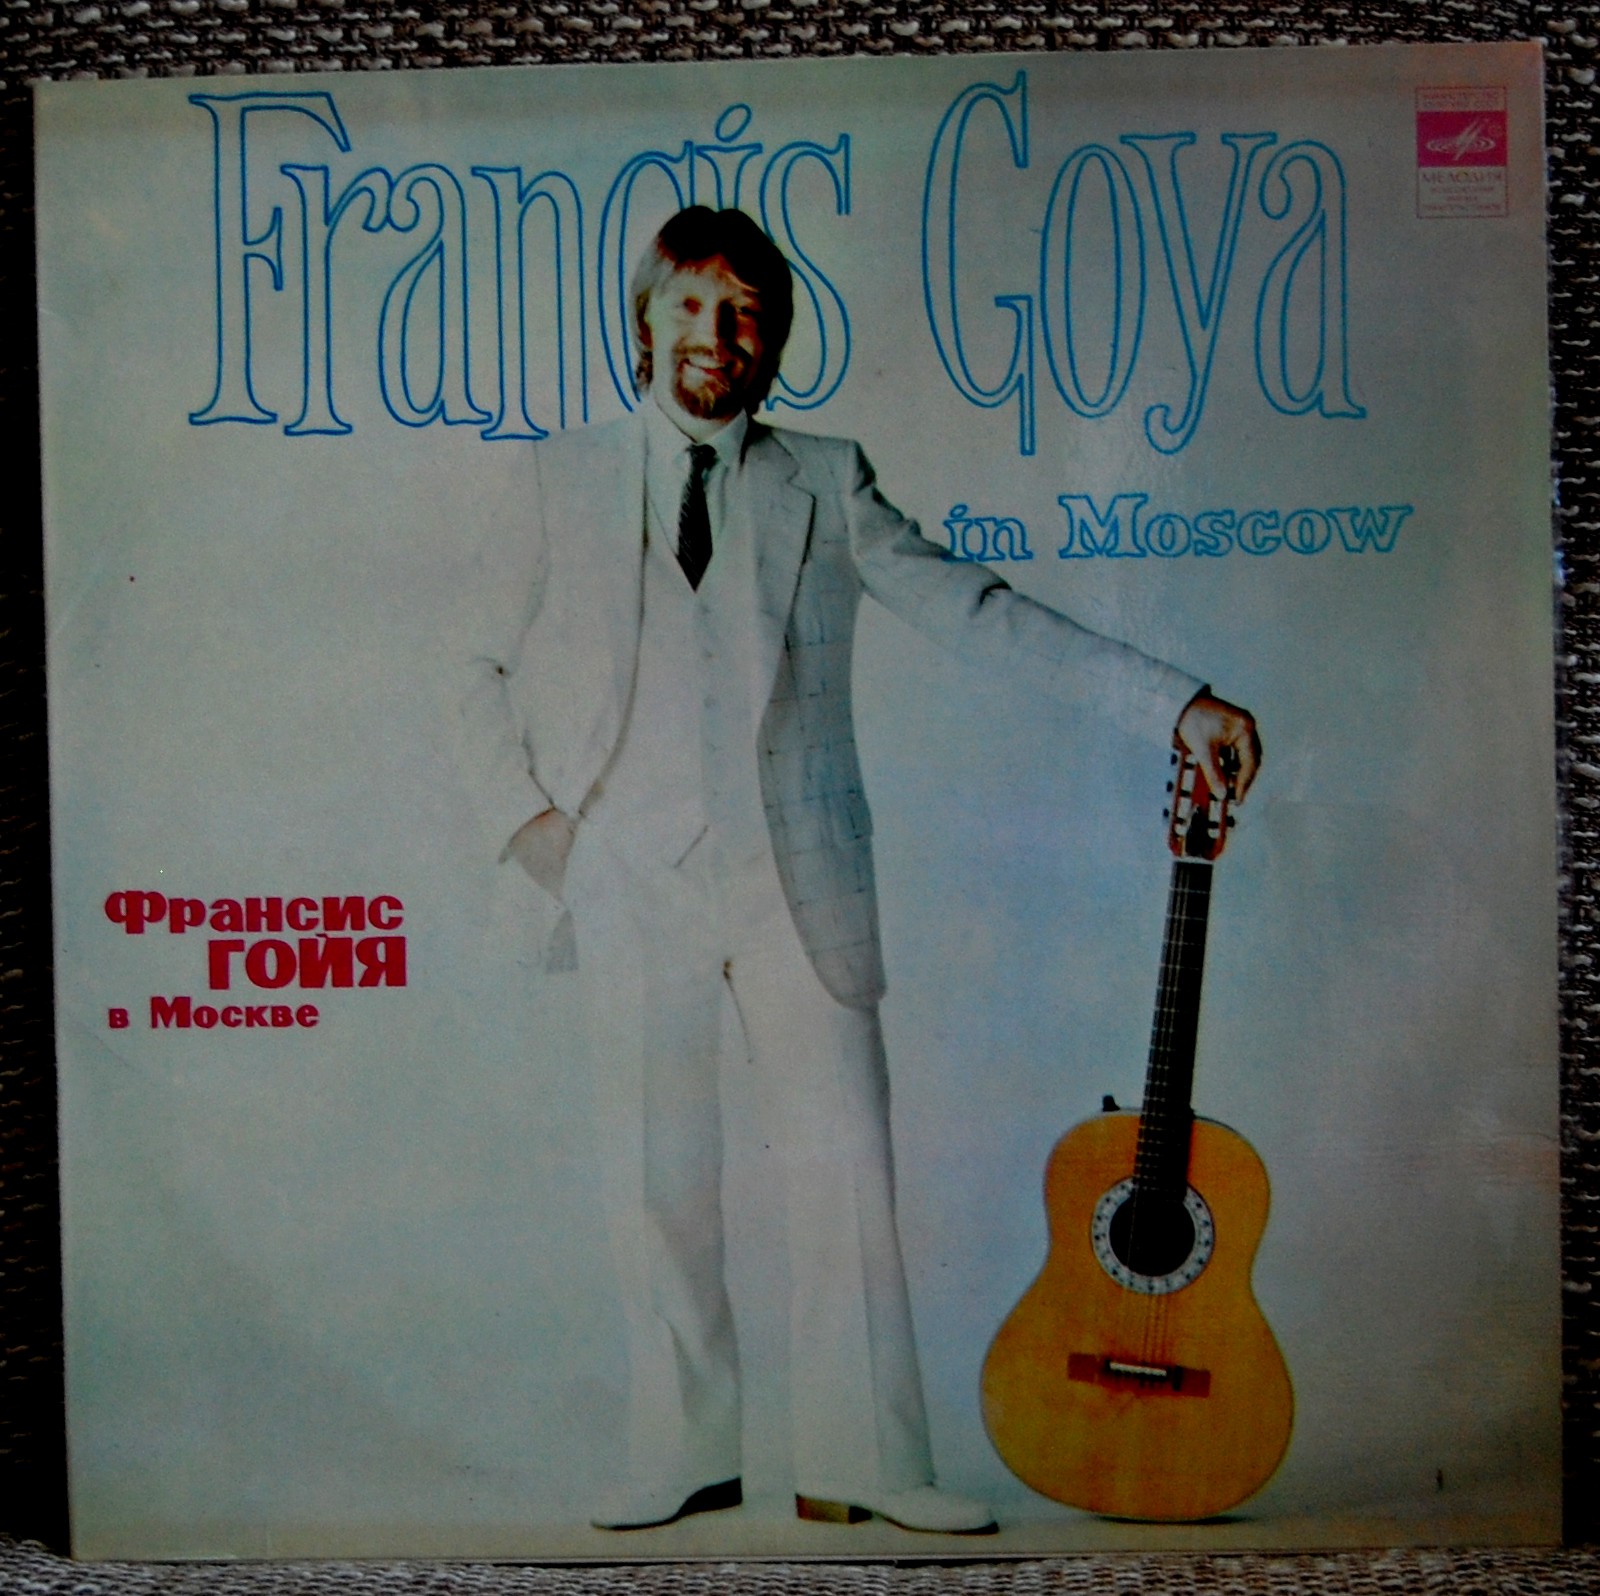 Francis Goya
in Moscow
МЕЛОДИЯ
Франсис
ГОЙЯ
в Москве